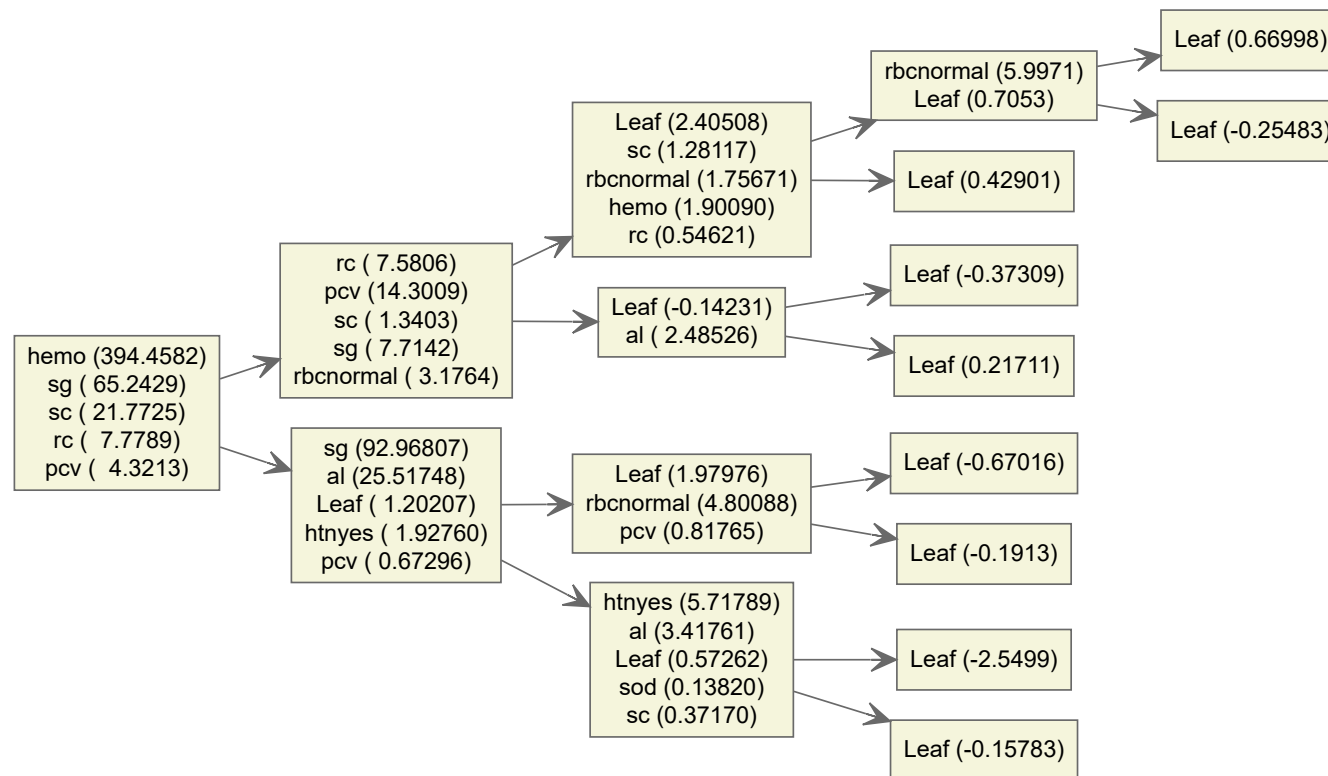 hemo (394.4582)
sg ( 65.2429)
sc ( 21.7725)
rc (  7.7789)
pcv (  4.3213)
rc ( 7.5806)
pcv (14.3009)
sc ( 1.3403)
sg ( 7.7142)
rbcnormal ( 3.1764)
sg (92.96807)
al (25.51748)
Leaf ( 1.20207)
htnyes ( 1.92760)
pcv ( 0.67296)
Leaf (2.40508)
sc (1.28117)
rbcnormal (1.75671)
hemo (1.90090)
rc (0.54621)
Leaf (-0.14231)
al ( 2.48526)
Leaf (1.97976)
rbcnormal (4.80088)
pcv (0.81765)
htnyes (5.71789)
al (3.41761)
Leaf (0.57262)
sod (0.13820)
sc (0.37170)
rbcnormal (5.9971)
Leaf (0.7053)
Leaf (0.42901)
Leaf (-0.37309)
Leaf (0.21711)
Leaf (-0.67016)
Leaf (-0.1913)
Leaf (-2.5499)
Leaf (-0.15783)
Leaf (0.66998)
Leaf (-0.25483)